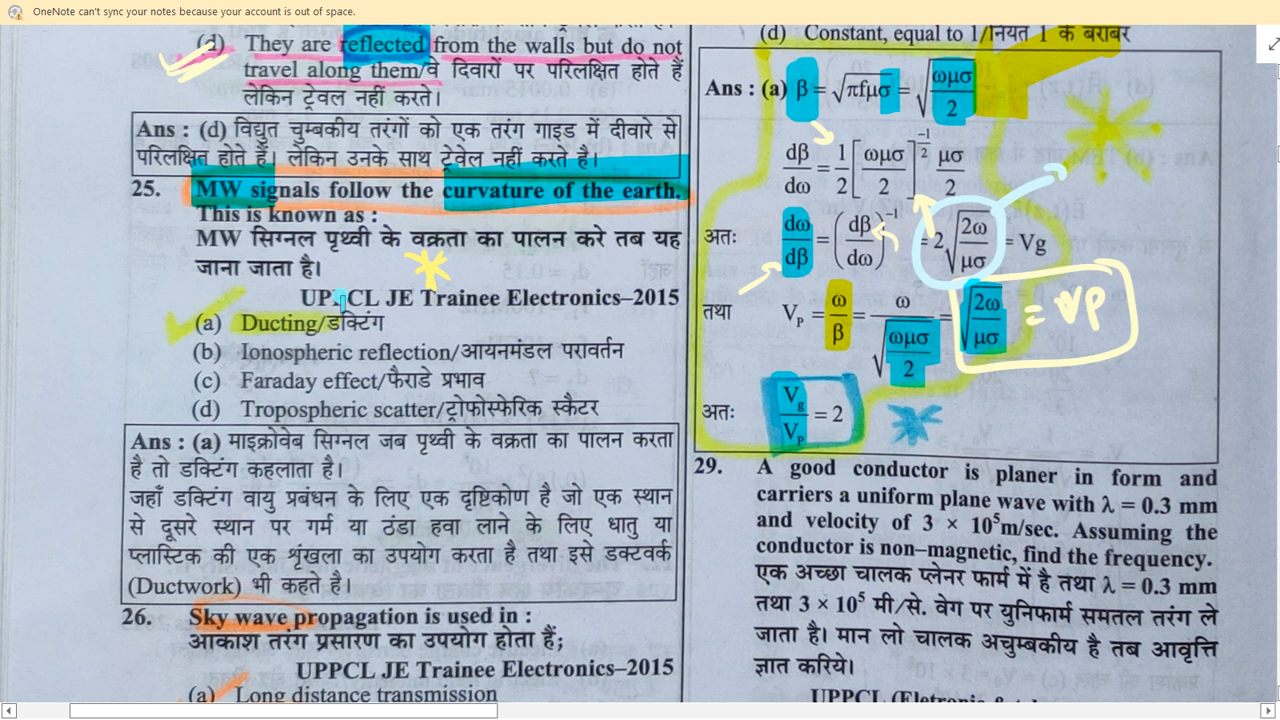 OneNote can't sync your notes because your account is out of space.
(d) They are reflected from the walls but do not
travel along them/वे दिवारों पर परिलक्षित होते हैं
लेकिन ट्रेवल नहीं करते।
Ans : (d) विद्युत चुम्बकीय तरंगों को एक तरंग गाइड में दीवारे से
परिलक्षित होते है। लेकिन उनके साथ ट्रेवेल नहीं करते है।
25. MW signals follow the curvature of the earth.
This is known as :
MW सिग्नल पृथ्वी के वक्रता का पालन करे तब यह
जाना जाता है।
UPPCL JE Trainee Electronics–2015
(a) Ducting/डक्टिंग
(b) Ionospheric reflection/आयनमंडल परावर्तन
(c) Faraday effect/फैराडे प्रभाव
(d) Tropospheric scatter/ट्रोफोस्फेरिक स्कैटर
Ans : (a) माइक्रोवेब सिग्नल जब पृथ्वी के वक्रता का पालन करता
है तो डक्टिंग कहलाता है।
जहाँ डक्टिंग वायु प्रबंधन के लिए एक दृष्टिकोण है जो एक स्थान
से दूसरे स्थान पर गर्म या ठंडा हवा लाने के लिए धातु या
प्लास्टिक की एक शृंखला का उपयोग करता है तथा इसे डक्टवर्क
(Ductwork) भी कहते है।
26. Sky wave propagation is used in :
आकाश तरंग प्रसारण का उपयोग होता हैं;
UPPCL JE Trainee Electronics–2015
(a) Long distance transmission
(d) Constant, equal to 1/नियत 1 के बराबर
Ans : (a) β = √πfμσ = √(ωμσ/2)
dβ/dω = 1/2 [ωμσ/2]^(-1/2) μσ/2
अतः dω/dβ = (dβ/dω)^(-1) = 2√(2ω/μσ) = Vg
तथा V_P = ω/β = ω/√(ωμσ/2) = √(2ω/μσ) = VP
अतः V_g/V_P = 2
29. A good conductor is planer in form and
carriers a uniform plane wave with λ = 0.3 mm
and velocity of 3 × 10⁵m/sec. Assuming the
conductor is non–magnetic, find the frequency.
एक अच्छा चालक प्लेनर फार्म में है तथा λ = 0.3 mm
तथा 3 × 10⁵ मी/से. वेग पर युनिफार्म समतल तरंग ले
जाता है। मान लो चालक अचुम्बकीय है तब आवृत्ति
ज्ञात करिये।